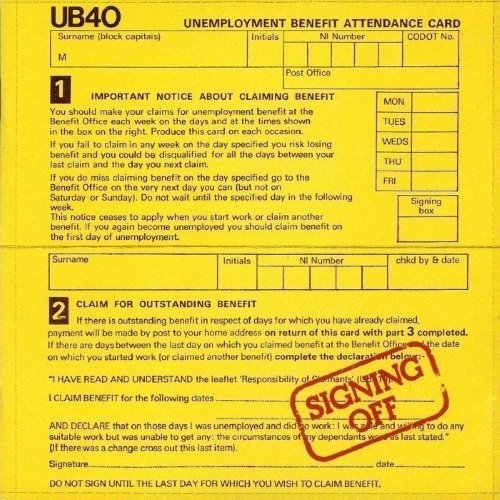 UB40 UNEMPLOYMENT BENEFIT ATTENDANCE CARD
Surname (block capitals) Initials NI Number CODOT No.
M
Post Office
1 IMPORTANT NOTICE ABOUT CLAIMING BENEFIT
You should make your claims for unemployment benefit at the
Benefit Office each week on the days and at the times shown
in the box on the right. Produce this card on each occasion.
If you fail to claim in any week on the day specified you risk losing
benefit and you could be disqualified for all the days between your
last claim and the day you next claim.
If you do miss claiming benefit on the day specified go to the
Benefit Office on the very next day you can (but not on
Saturday or Sunday). Do not wait until the specified day in the following
week.
This notice ceases to apply when you start work or claim another
benefit. If you again become unemployed you should claim benefit on
the first day of unemployment.
MON
TUES
WEDS
THU
FRI
Signing
box
Surname Initials NI Number chkd by & date
2 CLAIM FOR OUTSTANDING BENEFIT
If there is outstanding benefit in respect of days for which you have already claimed,
payment will be made by post to your home address on return of this card with part 3 completed.
If there are days between the last day on which you claimed benefit at the Benefit Office and the date
on which you started work (or claimed another benefit) complete the declaration below:-
"I HAVE READ AND UNDERSTAND the leaflet 'Responsibility of Claimants'
I CLAIM BENEFIT for the following dates
AND DECLARE that on those days I was unemployed and did no work: I was able and willing to do any
suitable work but was unable to get any: the circumstances of my dependants were as last stated."
(if there was a change cross out this last item).
Signature date
DO NOT SIGN UNTIL THE LAST DAY FOR WHICH YOU WISH TO CLAIM BENEFIT.
SIGNING
OFF